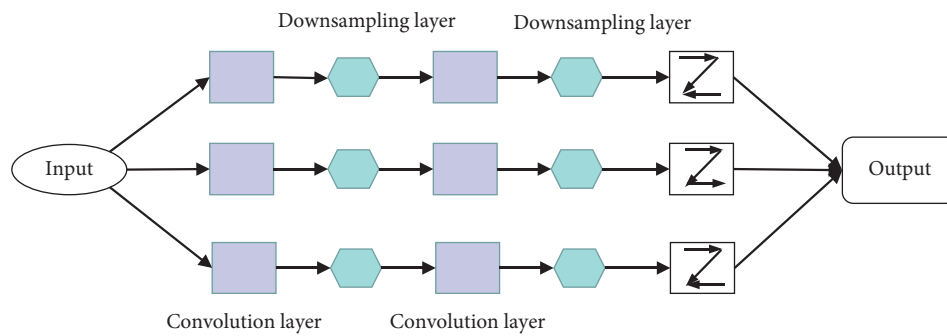 Downsampling layer
Downsampling layer
Input
Output
Convolution layer
Convolution layer